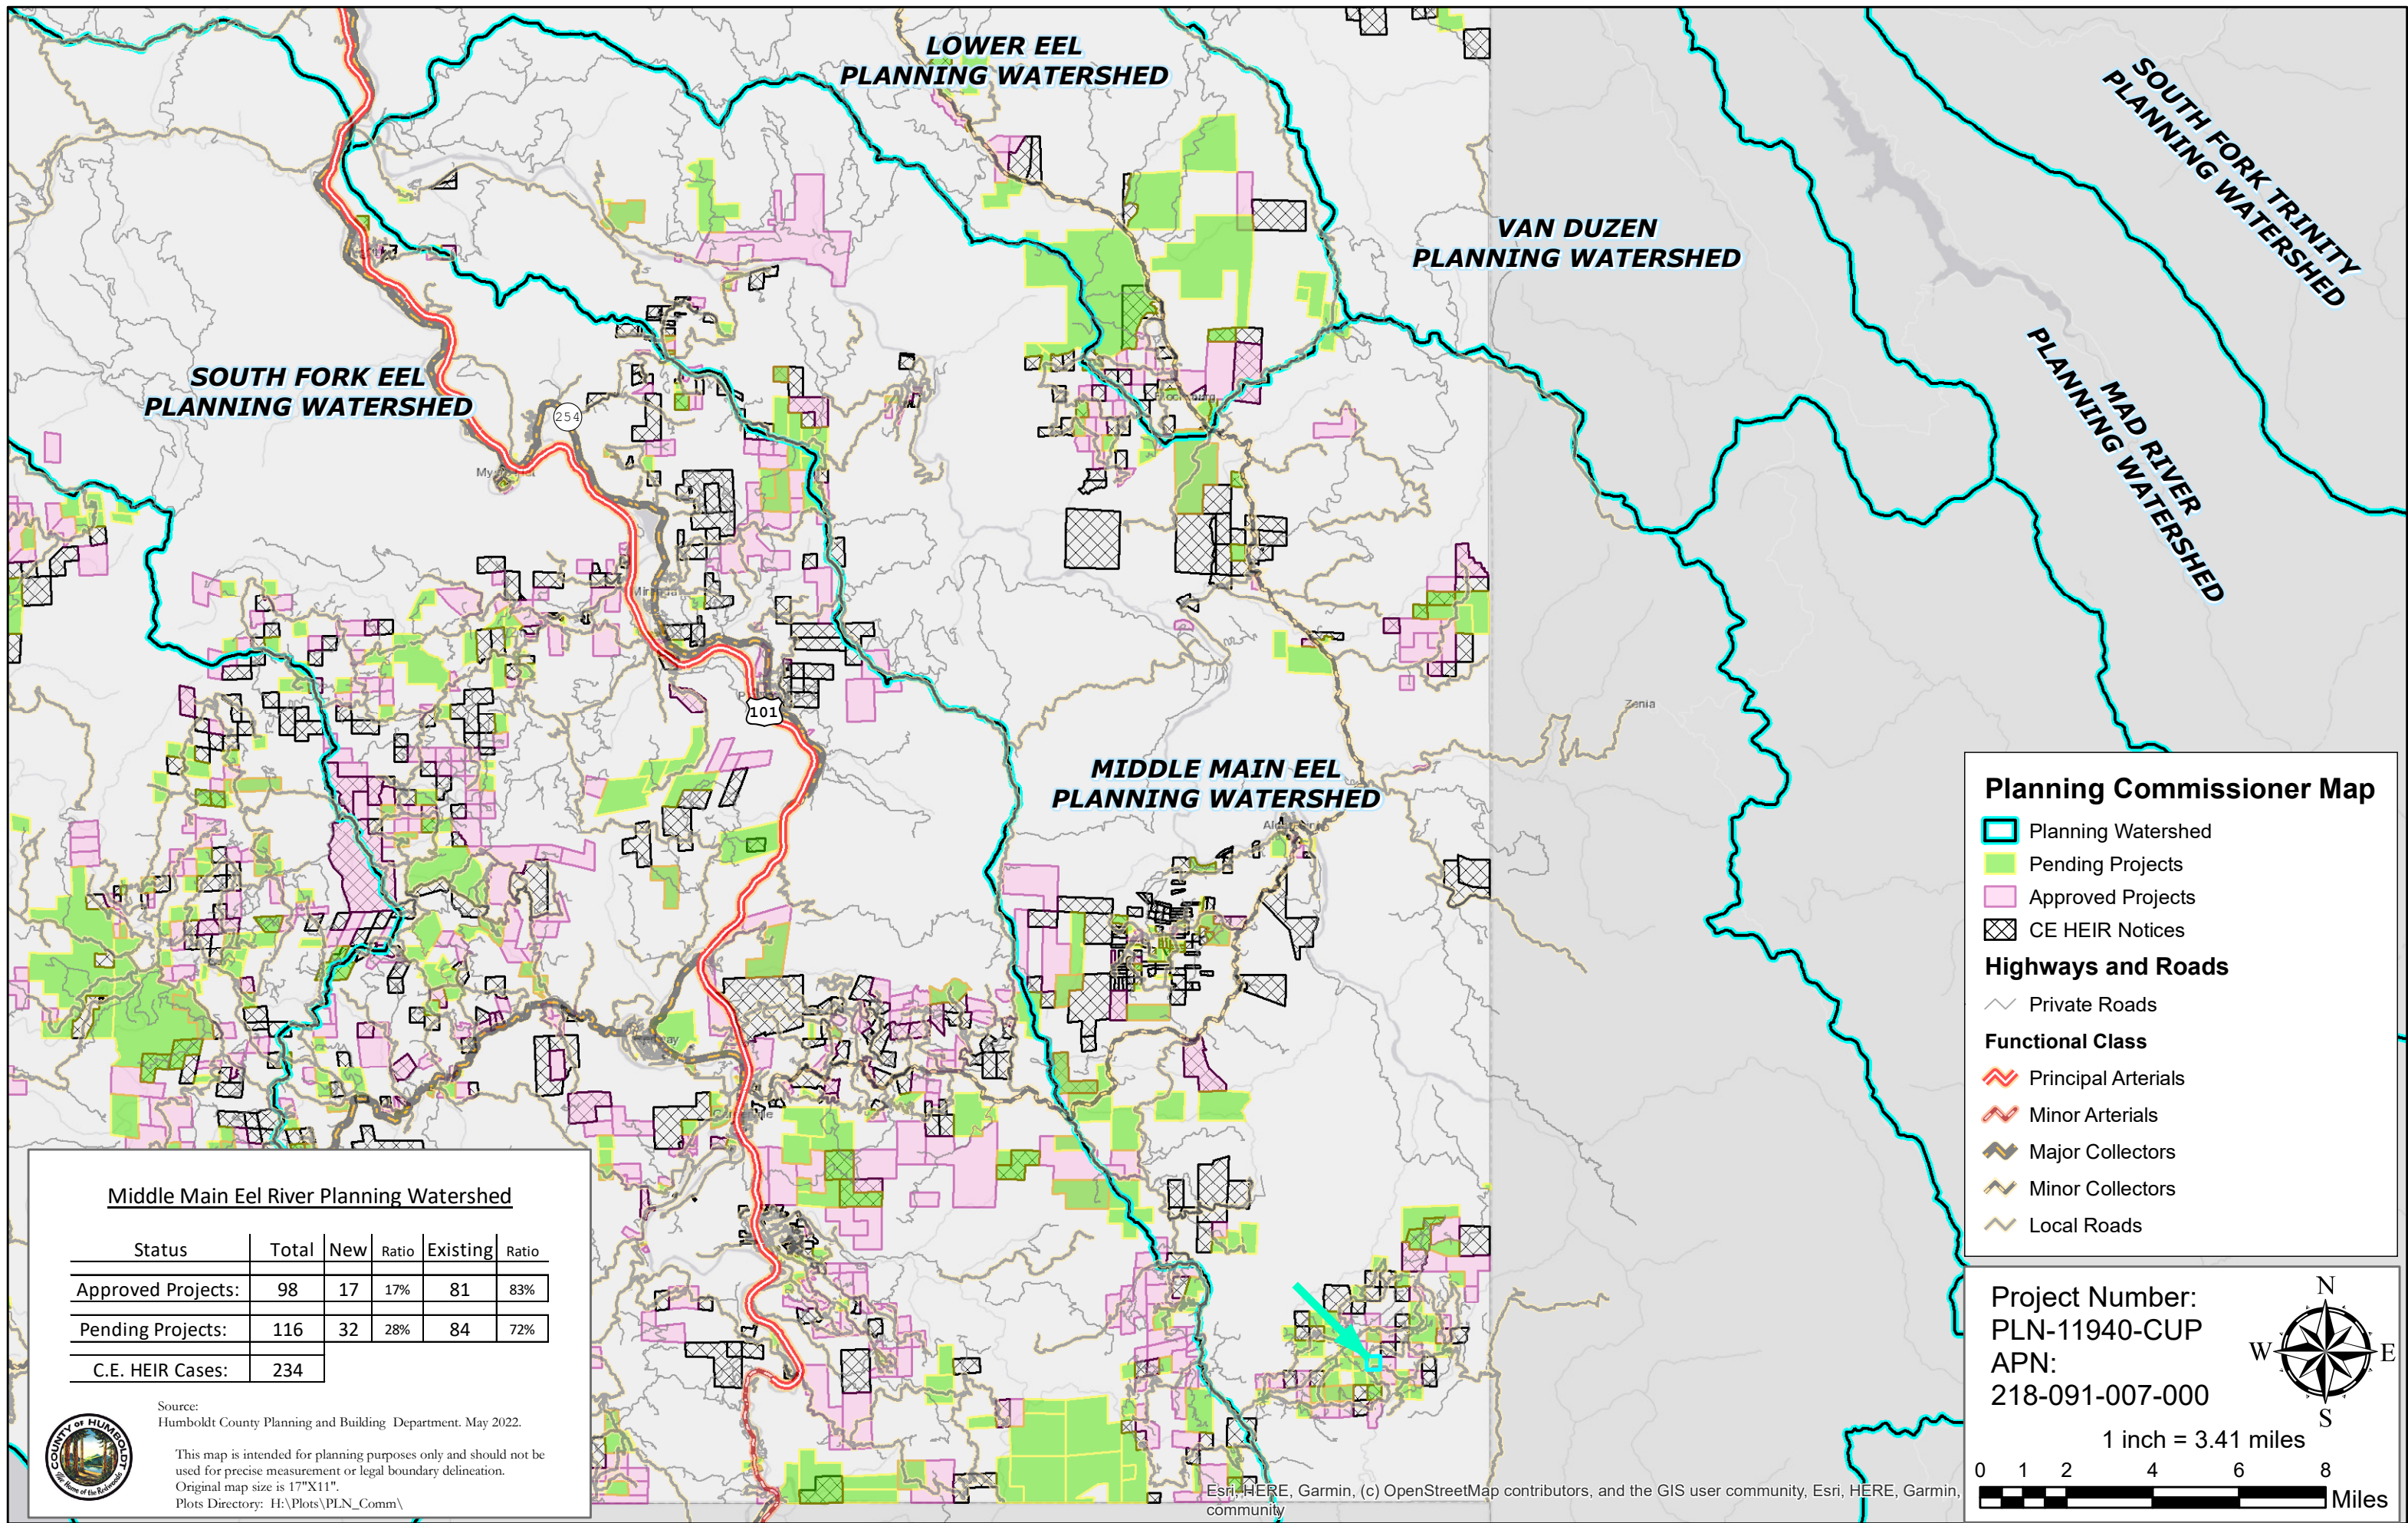 LOWER EEL
PLANNING WATERSHED
SOUTH FORK TRINITY
PLANNING WATERSHED
VAN DUZEN
PLANNING WATERSHED
MAD RIVER
PLANNING WATERSHED
SOUTH FORK EEL
PLANNING WATERSHED
254
101
Zenia
MIDDLE MAIN EEL
PLANNING WATERSHED
Planning Commissioner Map
Planning Watershed
Pending Projects
Approved Projects
CE HEIR Notices
Highways and Roads
Private Roads
Functional Class
Principal Arterials
Minor Arterials
Major Collectors
Minor Collectors
Local Roads
Middle Main Eel River Planning Watershed
Status Total New Ratio Existing Ratio
Approved Projects: 98 17 17% 81 83%
Pending Projects: 116 32 28% 84 72%
C.E. HEIR Cases: 234
Source:
Humboldt County Planning and Building Department. May 2022.
This map is intended for planning purposes only and should not be
used for precise measurement or legal boundary delineation.
Original map size is 17"X11".
Plots Directory: H:\Plots\PLN_Comm\
COUNTY OF HUMBOLDT
The Home of the Redwoods
Project Number:
PLN-11940-CUP
APN:
218-091-007-000
N
W E
S
1 inch = 3.41 miles
0 1 2 4 6 8
Miles
Esri, HERE, Garmin, (c) OpenStreetMap contributors, and the GIS user community, Esri, HERE, Garmin,
community